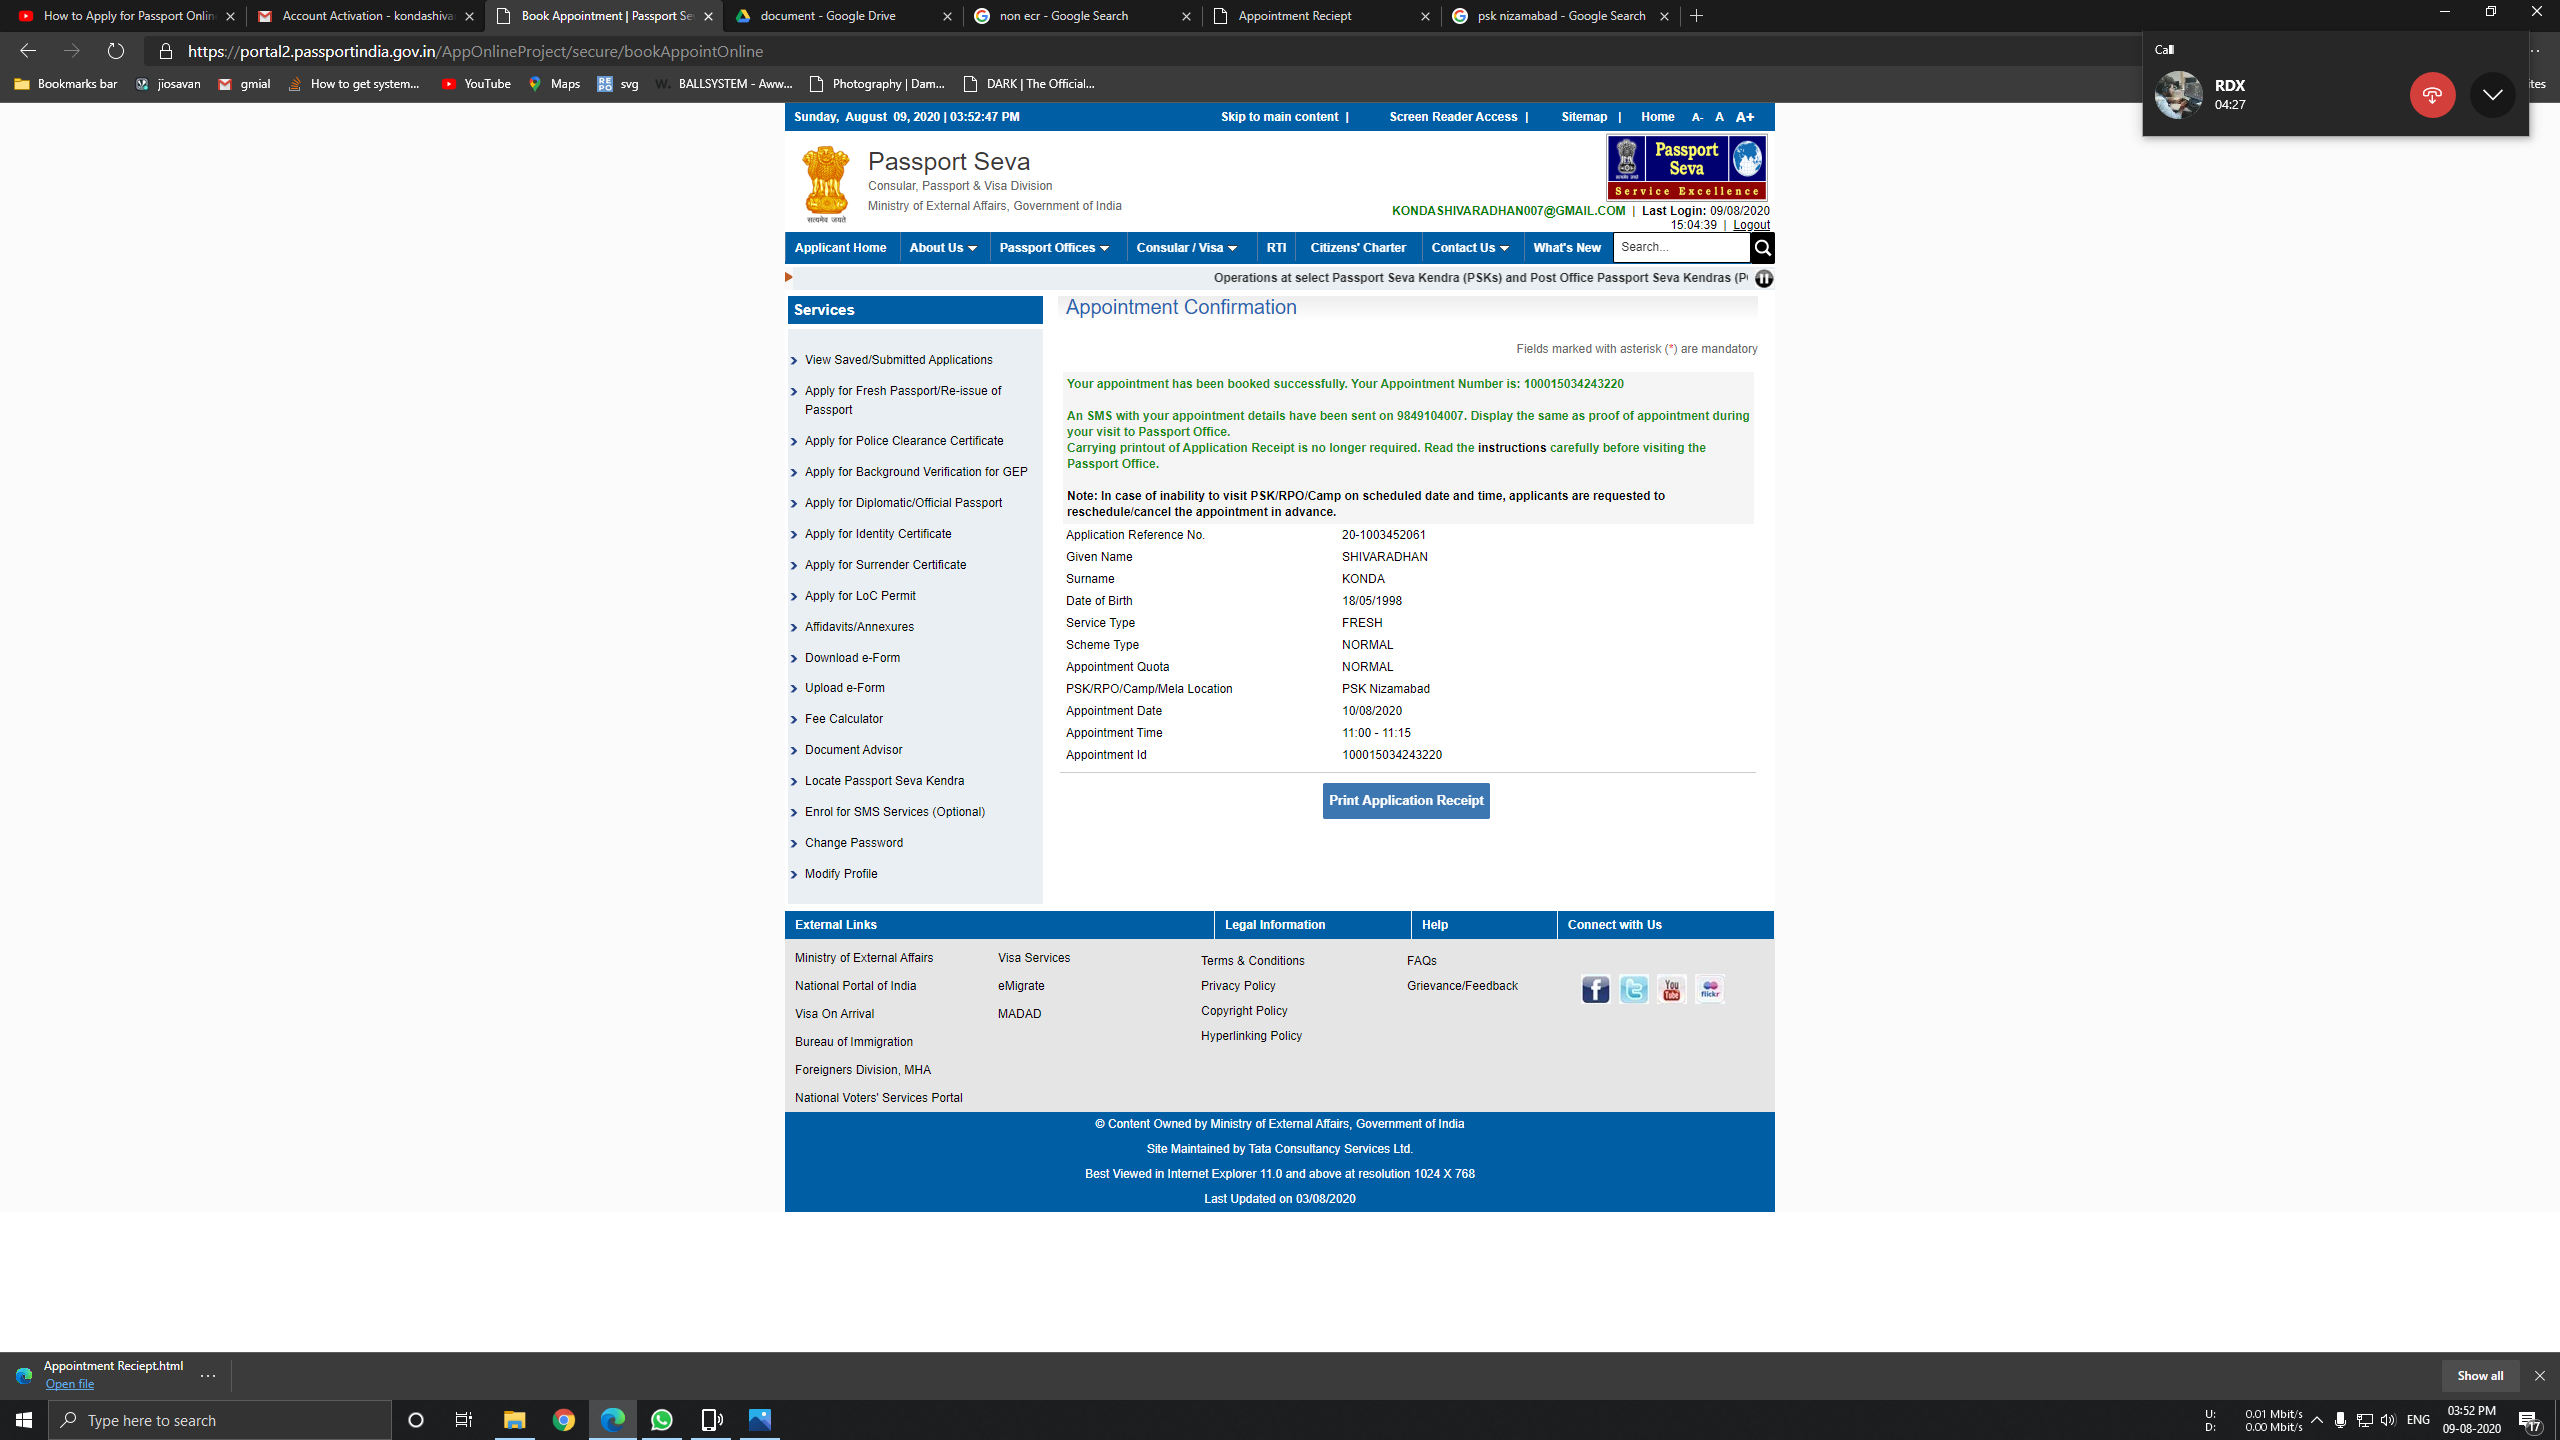 How to Apply for Passport Onlin
Account Activation - kondashiva
Book Appointment | Passport Se
document - Google Drive
non ecr - Google Search
Appointment Reciept
psk nizamabad - Google Search
https://portal2.passportindia.gov.in/AppOnlineProject/secure/bookAppointOnline
Bookmarks bar
jiosavan
gmial
How to get system...
YouTube
Maps
svg
BALLSYSTEM - Aww...
Photography | Dam...
DARK | The Official...
ites
Call
RDX
04:27
Sunday, August 09, 2020 | 03:52:47 PM
Skip to main content |
Screen Reader Access |
Sitemap |
Home
A- A A+
Passport Seva
Consular, Passport & Visa Division
Ministry of External Affairs, Government of India
सत्यमेव जयते
Passport
Seva
Service Excellence
KONDASHIVARADHAN007@GMAIL.COM | Last Login: 09/08/2020
15:04:39 | Logout
Applicant Home
About Us
Passport Offices
Consular / Visa
RTI
Citizens' Charter
Contact Us
What's New
Search...
Operations at select Passport Seva Kendra (PSKs) and Post Office Passport Seva Kendras (P
Services
View Saved/Submitted Applications
Apply for Fresh Passport/Re-issue of
Passport
Apply for Police Clearance Certificate
Apply for Background Verification for GEP
Apply for Diplomatic/Official Passport
Apply for Identity Certificate
Apply for Surrender Certificate
Apply for LoC Permit
Affidavits/Annexures
Download e-Form
Upload e-Form
Fee Calculator
Document Advisor
Locate Passport Seva Kendra
Enrol for SMS Services (Optional)
Change Password
Modify Profile
Appointment Confirmation
Fields marked with asterisk (*) are mandatory
Your appointment has been booked successfully. Your Appointment Number is: 100015034243220
An SMS with your appointment details have been sent on 9849104007. Display the same as proof of appointment during
your visit to Passport Office.
Carrying printout of Application Receipt is no longer required. Read the instructions carefully before visiting the
Passport Office.
Note: In case of inability to visit PSK/RPO/Camp on scheduled date and time, applicants are requested to
reschedule/cancel the appointment in advance.
Application Reference No. 20-1003452061
Given Name SHIVARADHAN
Surname KONDA
Date of Birth 18/05/1998
Service Type FRESH
Scheme Type NORMAL
Appointment Quota NORMAL
PSK/RPO/Camp/Mela Location PSK Nizamabad
Appointment Date 10/08/2020
Appointment Time 11:00 - 11:15
Appointment Id 100015034243220
Print Application Receipt
External Links
Legal Information
Help
Connect with Us
Ministry of External Affairs
National Portal of India
Visa On Arrival
Bureau of Immigration
Foreigners Division, MHA
National Voters' Services Portal
Visa Services
eMigrate
MADAD
Terms & Conditions
Privacy Policy
Copyright Policy
Hyperlinking Policy
FAQs
Grievance/Feedback
You
Tube
flickr
© Content Owned by Ministry of External Affairs, Government of India
Site Maintained by Tata Consultancy Services Ltd.
Best Viewed in Internet Explorer 11.0 and above at resolution 1024 X 768
Last Updated on 03/08/2020
Appointment Reciept.html
Open file
Show all
Type here to search
U: 0.01 Mbit/s
D: 0.00 Mbit/s
ENG
03:52 PM
09-08-2020
17